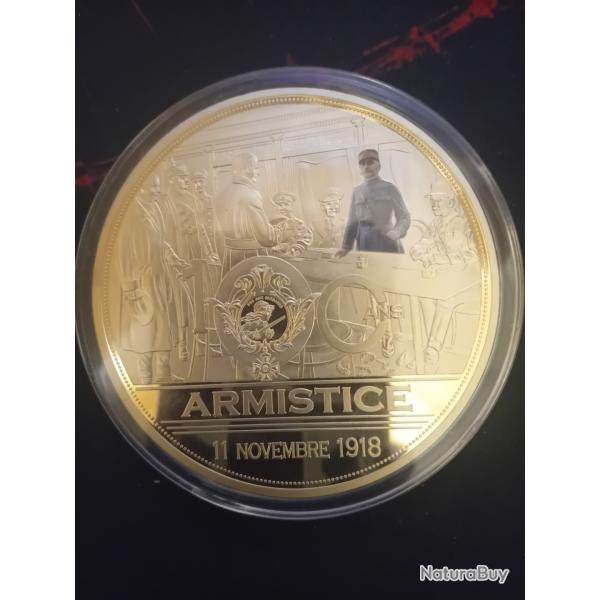 100 ANS
ARMISTICE
11 NOVEMBRE 1918
NaturaBuy